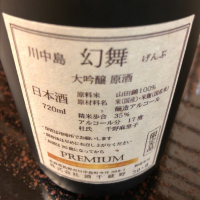 川中島 幻舞 げんぶ
大吟醸 原酒
日本酒
720ml
原料米 山田錦100%
原材料名 米(国産)・米麹(国産米)
醸造アルコール
精米歩合 35%
アルコール分 17度
杜氏 千野麻里子
PREMIUM